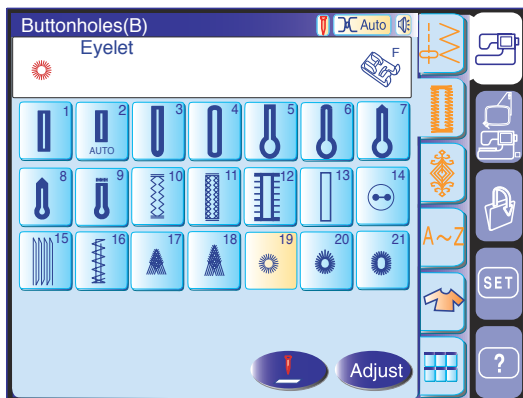 Buttonholes(B)
Auto
Eyelet
F
1 2 3 4 5 6 7
AUTO
8 9 10 11 12 13 14
A~Z
15 16 17 18 19 20 21
SET
Adjust
?